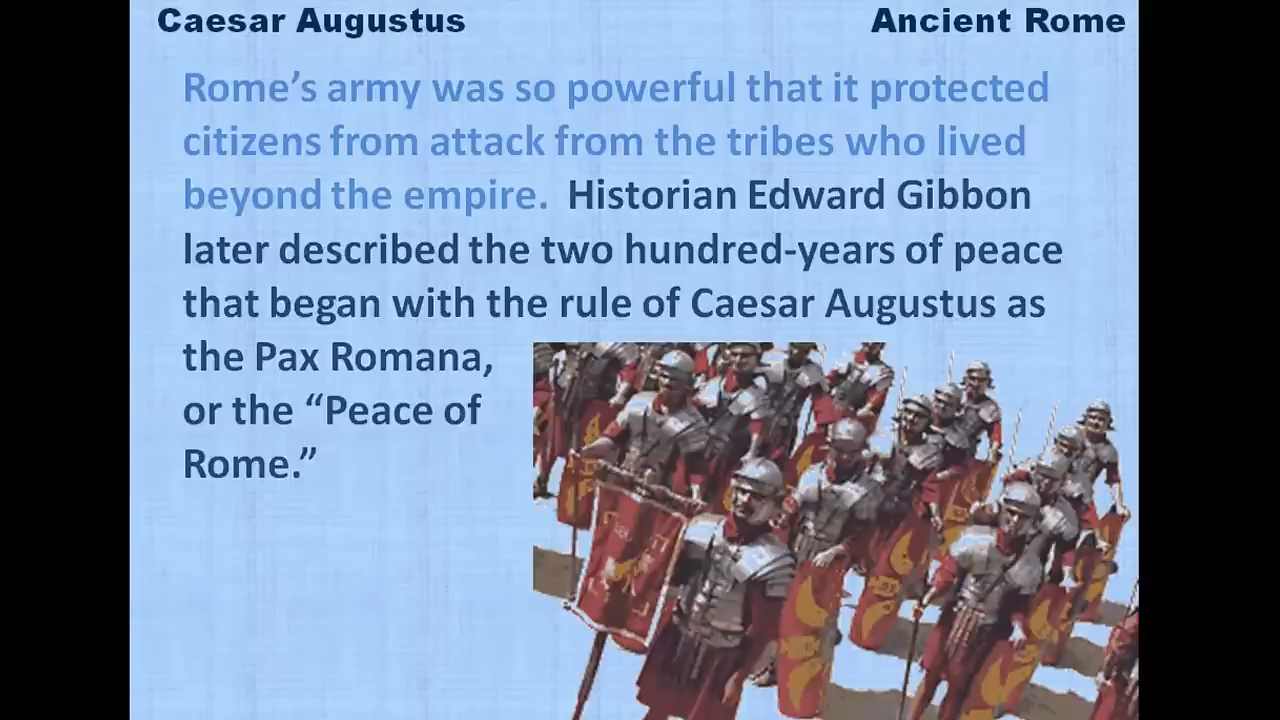 Caesar Augustus
Ancient Rome
Rome’s army was so powerful that it protected
citizens from attack from the tribes who lived
beyond the empire.  Historian Edward Gibbon
later described the two hundred-years of peace
that began with the rule of Caesar Augustus as
the Pax Romana,
or the “Peace of
Rome.”